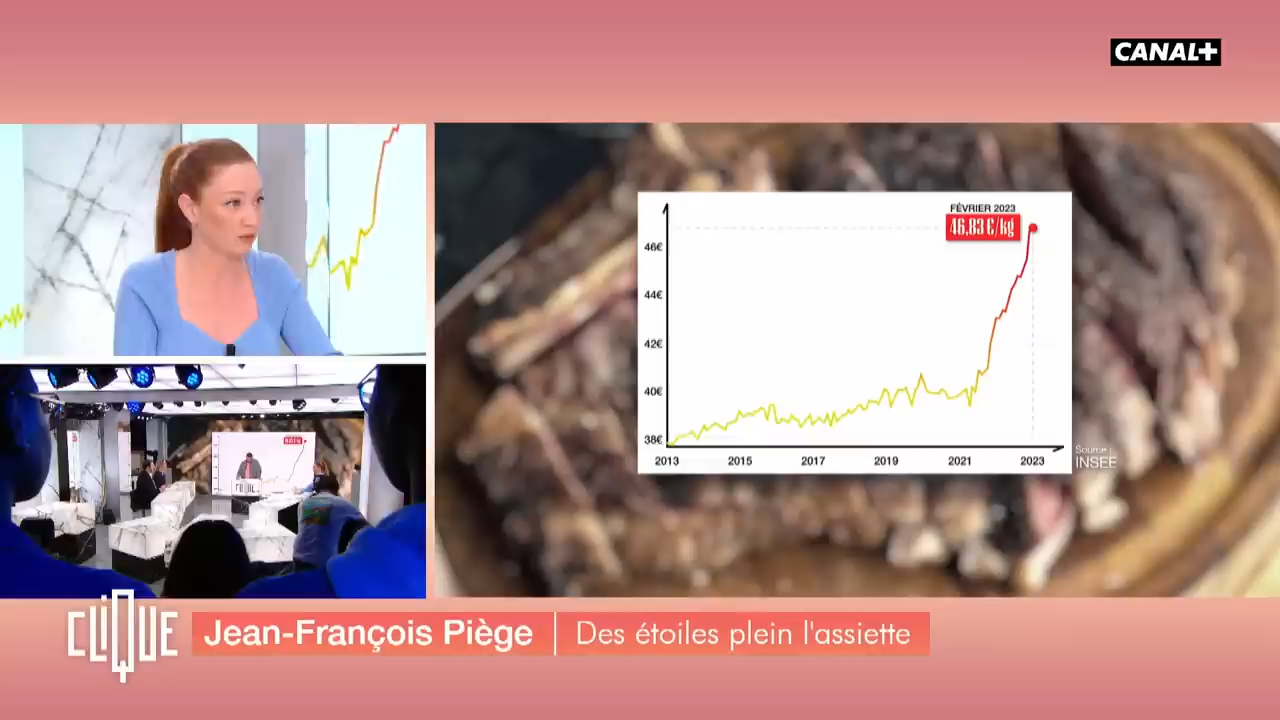 CANAL+
FÉVRIER 2023
46,83 €/kg
46€
44€
42€
40€
38€
2013 2015 2017 2019 2021 2023
Source :
INSEE
CLIQUE
Jean-François Piège
Des étoiles plein l'assiette